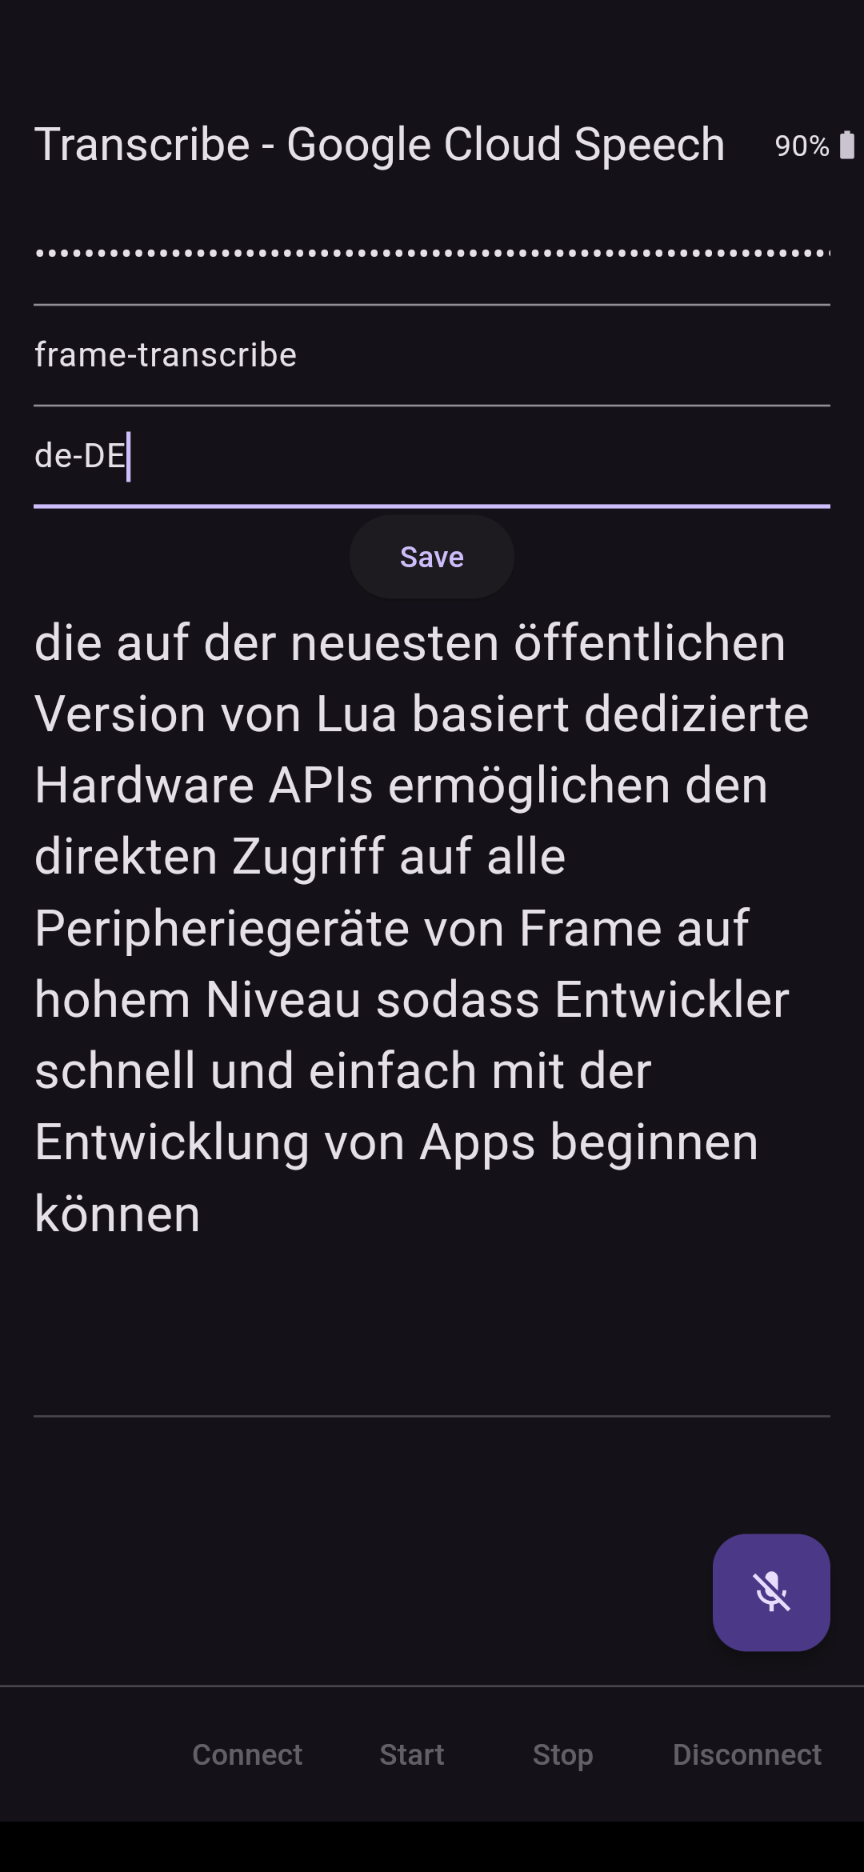 Transcribe - Google Cloud Speech 90%
••••••••••••••••••••••••••••••••••••••••••••••••••••••••••••••••
frame-transcribe
de-DE
Save
die auf der neuesten öffentlichen
Version von Lua basiert dedizierte
Hardware APIs ermöglichen den
direkten Zugriff auf alle
Peripheriegeräte von Frame auf
hohem Niveau sodass Entwickler
schnell und einfach mit der
Entwicklung von Apps beginnen
können
Connect Start Stop Disconnect